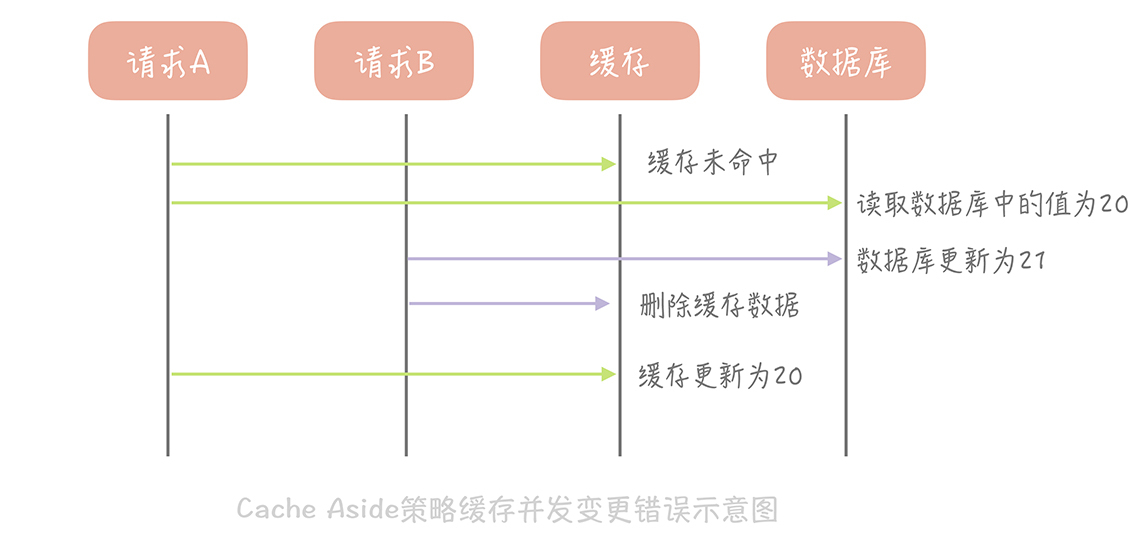 请求A
请求B
缓存
数据库
缓存未命中
读取数据库中的值为20
数据库更新为21
删除缓存数据
缓存更新为20
Cache Aside策略缓存并发变更错误示意图